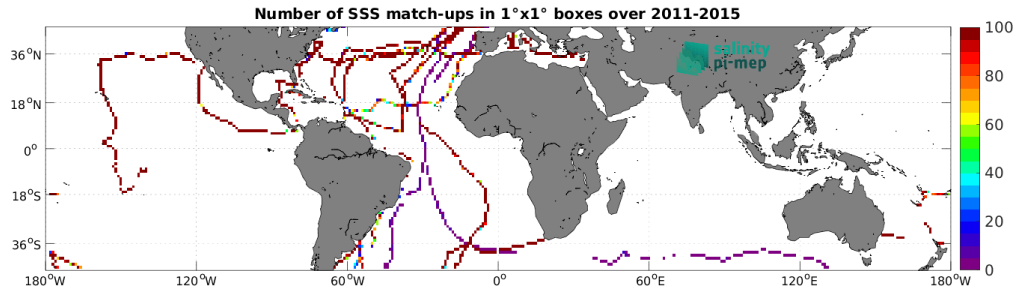 Number of SSS match-ups in 1°x1° boxes over 2011-2015
salinity
pi-mep
36°N
18°N
0°
18°S
36°S
180°W 120°W 60°W 0° 60°E 120°E 180°W
100
80
60
40
20
0